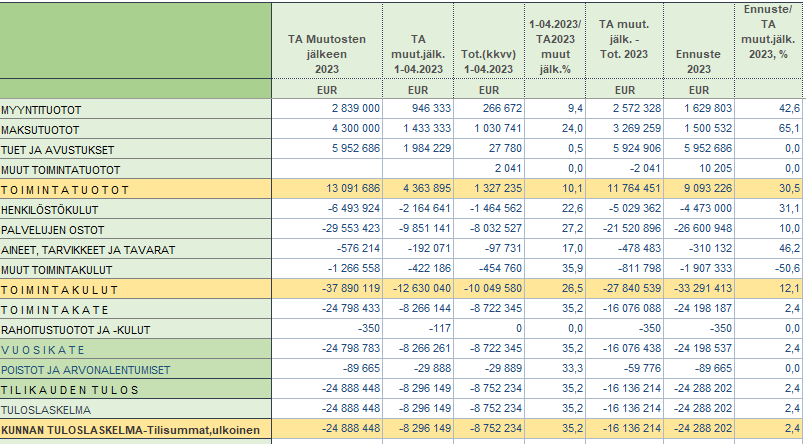 TA Muutosten jälkeen 2023 TA muut.jälk. 1-04.2023 Tot.(kkvv) 1-04.2023 1-04.2023/ TA2023 muut jälk.% TA muut. jälk. - Tot. 2023 Ennuste 2023 Ennuste/ TA muut.jälk. 2023, %
EUR EUR EUR EUR EUR
MYYNTITUOTOT 2 839 000 946 333 266 672 9,4 2 572 328 1 629 803 42,6
MAKSUTUOTOT 4 300 000 1 433 333 1 030 741 24,0 3 269 259 1 500 532 65,1
TUET JA AVUSTUKSET 5 952 686 1 984 229 27 780 0,5 5 924 906 5 952 686 0,0
MUUT TOIMINTATUOTOT 2 041 0,0 -2 041 10 205 0,0
T O I M I N T A T U O T O T 13 091 686 4 363 895 1 327 235 10,1 11 764 451 9 093 226 30,5
HENKILÖSTÖKULUT -6 493 924 -2 164 641 -1 464 562 22,6 -5 029 362 -4 473 000 31,1
PALVELUJEN OSTOT -29 553 423 -9 851 141 -8 032 527 27,2 -21 520 896 -26 600 948 10,0
AINEET, TARVIKKEET JA TAVARAT -576 214 -192 071 -97 731 17,0 -478 483 -310 132 46,2
MUUT TOIMINTAKULUT -1 266 558 -422 186 -454 760 35,9 -811 798 -1 907 333 -50,6
T O I M I N T A K U L U T -37 890 119 -12 630 040 -10 049 580 26,5 -27 840 539 -33 291 413 12,1
T O I M I N T A K A T E -24 798 433 -8 266 144 -8 722 345 35,2 -16 076 088 -24 198 187 2,4
RAHOITUSTUOTOT JA -KULUT -350 -117 0 0,0 -350 -350 0,0
V U O S I K A T E -24 798 783 -8 266 261 -8 722 345 35,2 -16 076 438 -24 198 537 2,4
POISTOT JA ARVONALENTUMISET -89 665 -29 888 -29 889 33,3 -59 776 -89 665 0,0
T I L I K A U D E N T U L O S -24 888 448 -8 296 149 -8 752 234 35,2 -16 136 214 -24 288 202 2,4
TULOSLASKELMA -24 888 448 -8 296 149 -8 752 234 35,2 -16 136 214 -24 288 202 2,4
KUNNAN TULOSLASKELMA-Tilisummat,ulkoinen -24 888 448 -8 296 149 -8 752 234 35,2 -16 136 214 -24 288 202 2,4